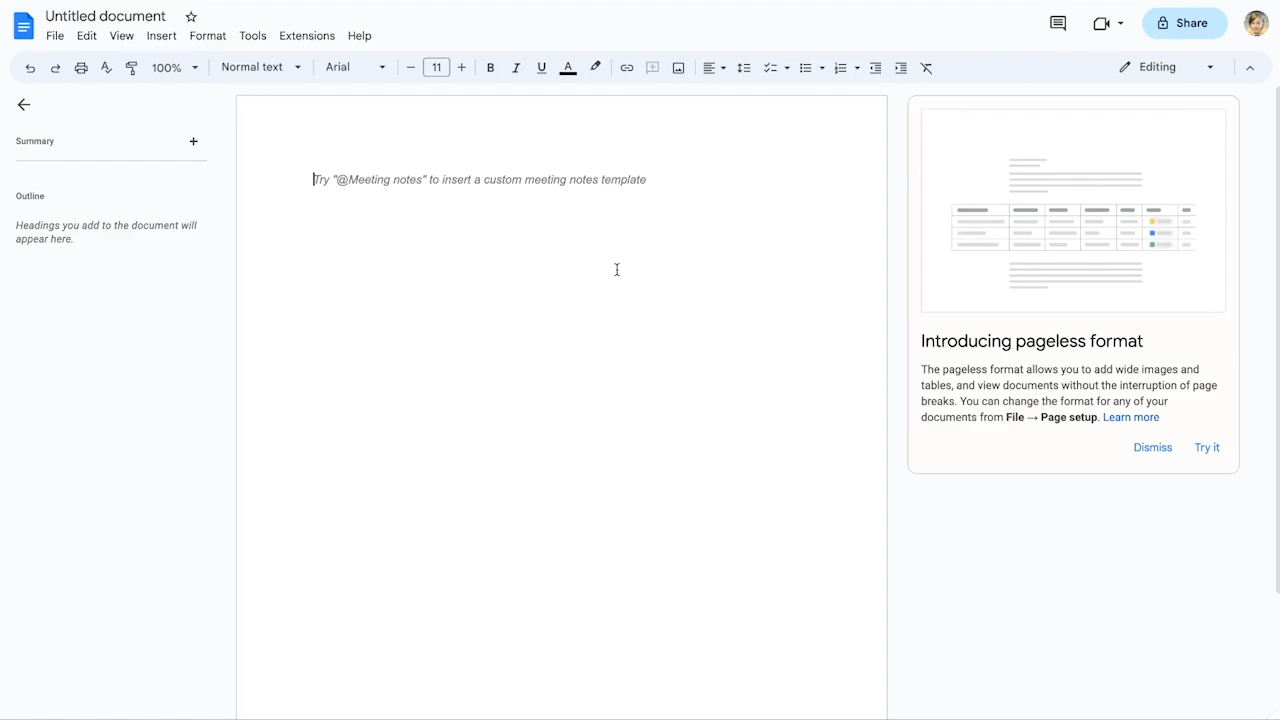 Untitled document
File Edit View Insert Format Tools Extensions Help
Share
100% Normal text Arial 11 B I U A Editing
Summary
Outline
Headings you add to the document will
appear here.
Try "@Meeting notes" to insert a custom meeting notes template
Introducing pageless format
The pageless format allows you to add wide images and
tables, and view documents without the interruption of page
breaks. You can change the format for any of your
documents from File → Page setup. Learn more
Dismiss Try it